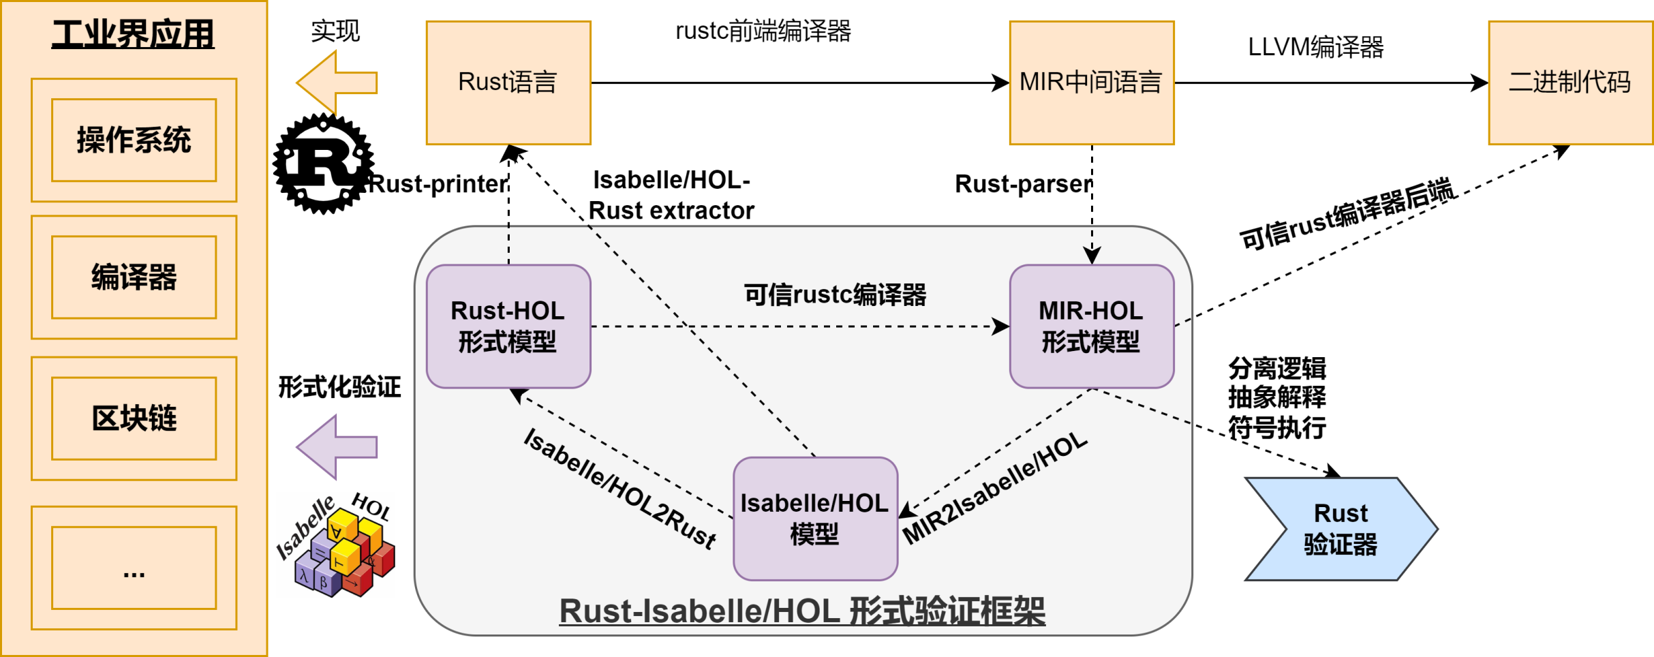 工业界应用
操作系统
编译器
区块链
...
实现
形式化验证
Isabelle
HOL
∀
=
λ
β
→
Rust语言
rustc前端编译器
MIR中间语言
LLVM编译器
二进制代码
Rust-printer
Isabelle/HOL-
Rust extractor
Rust-parser
可信rust编译器后端
Rust-HOL
形式模型
可信rustc编译器
MIR-HOL
形式模型
分离逻辑
抽象解释
符号执行
Isabelle/HOL2Rust
Isabelle/HOL
模型
MIR2Isabelle/HOL
Rust
验证器
Rust-Isabelle/HOL 形式验证框架